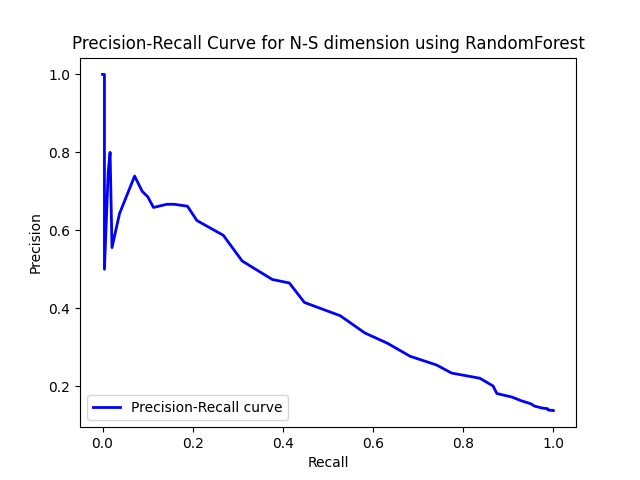 Precision-Recall Curve for N-S dimension using RandomForest
1.0
0.8
0.6
0.4
0.2
Precision
Precision-Recall curve
0.0 0.2 0.4 0.6 0.8 1.0
Recall